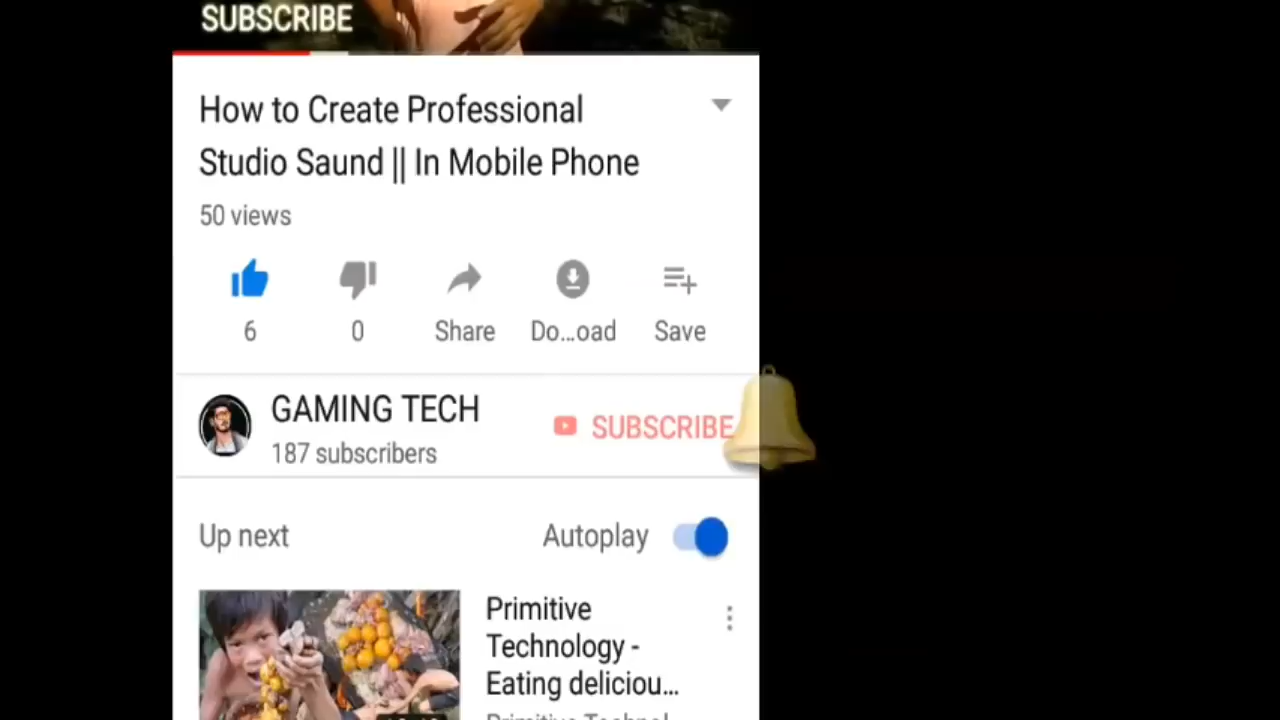 SUBSCRIBE
How to Create Professional
Studio Saund || In Mobile Phone
50 views
6
0
Share
Do...oad
Save
GAMING TECH
SUBSCRIBE
187 subscribers
Up next
Autoplay
Primitive
Technology -
Eating deliciou...